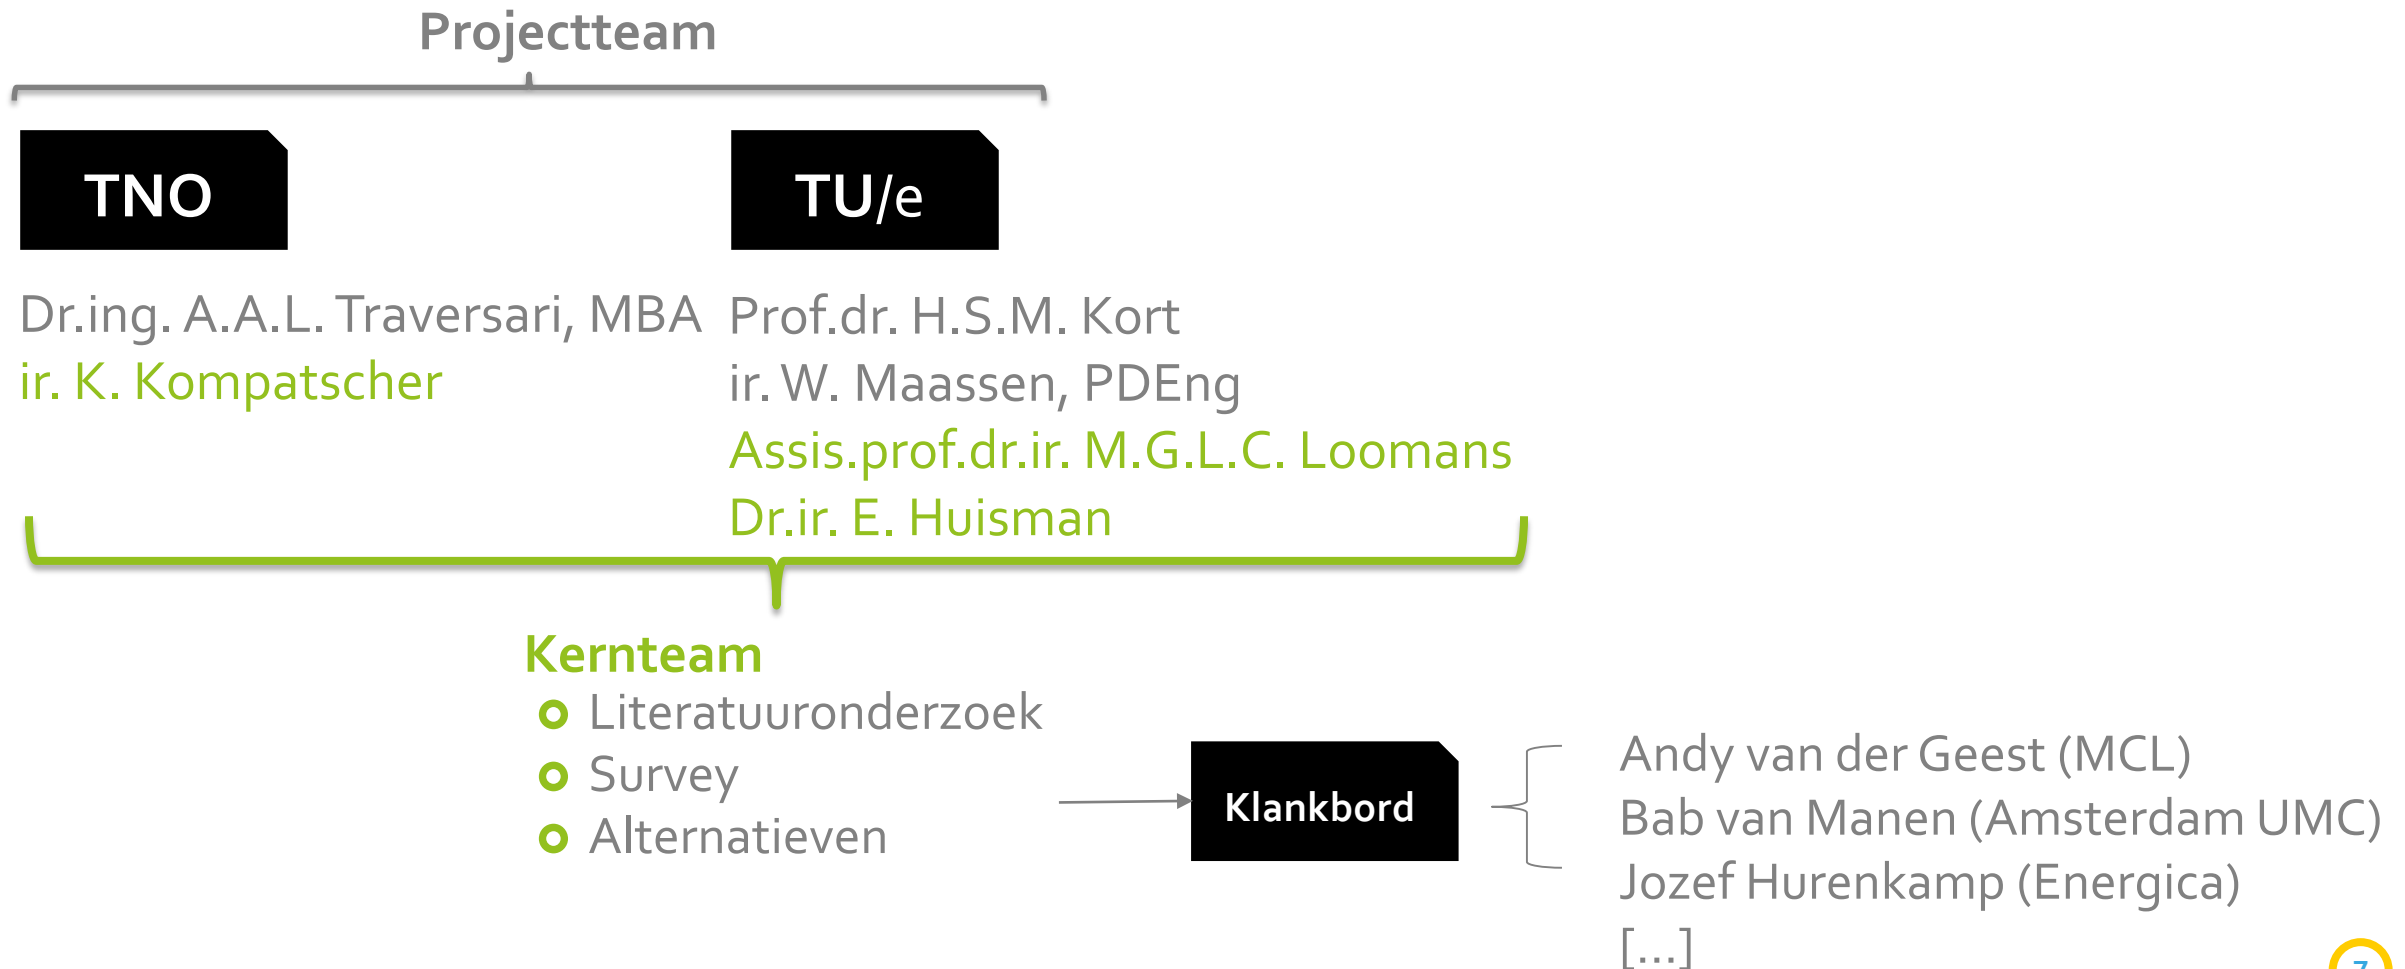 Projectteam
TNO
TU/e
Dr.ing. A.A.L. Traversari, MBA
ir. K. Kompatscher
Prof.dr. H.S.M. Kort
ir. W. Maassen, PDEng
Assis.prof.dr.ir. M.G.L.C. Loomans
Dr.ir. E. Huisman
Kernteam
Literatuuronderzoek
Survey
Alternatieven
Klankbord
Andy van der Geest (MCL)
Bab van Manen (Amsterdam UMC)
Jozef Hurenkamp (Energica)
[...]